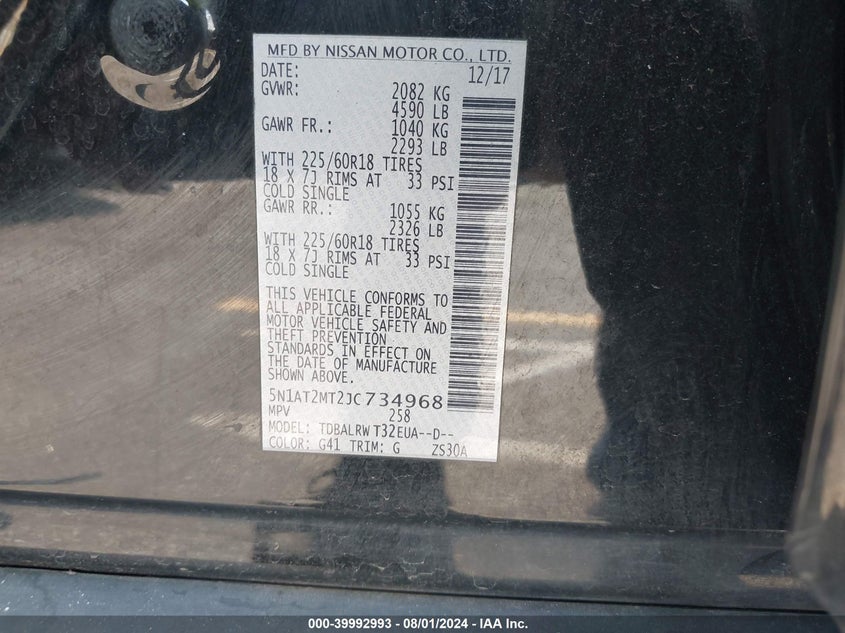 MFD BY NISSAN MOTOR CO., LTD.
DATE: 12/17
GVWR: 2082 KG
4590 LB
GAWR FR.: 1040 KG
2293 LB
WITH 225/60R18 TIRES
18 X 7J RIMS AT 33 PSI
COLD SINGLE
GAWR RR.: 1055 KG
2326 LB
WITH 225/60R18 TIRES
18 X 7J RIMS AT 33 PSI
COLD SINGLE
THIS VEHICLE CONFORMS TO
ALL APPLICABLE FEDERAL
MOTOR VEHICLE SAFETY AND
THEFT PREVENTION
STANDARDS IN EFFECT ON
THE DATE OF MANUFACTURE
SHOWN ABOVE.
5N1AT2MT2JC734968
MPV 258
MODEL: TDBALRW T32EUA--D--
COLOR: G41 TRIM: G ZS30A
000-39992993 // 08/01/2024 // IAA Inc.